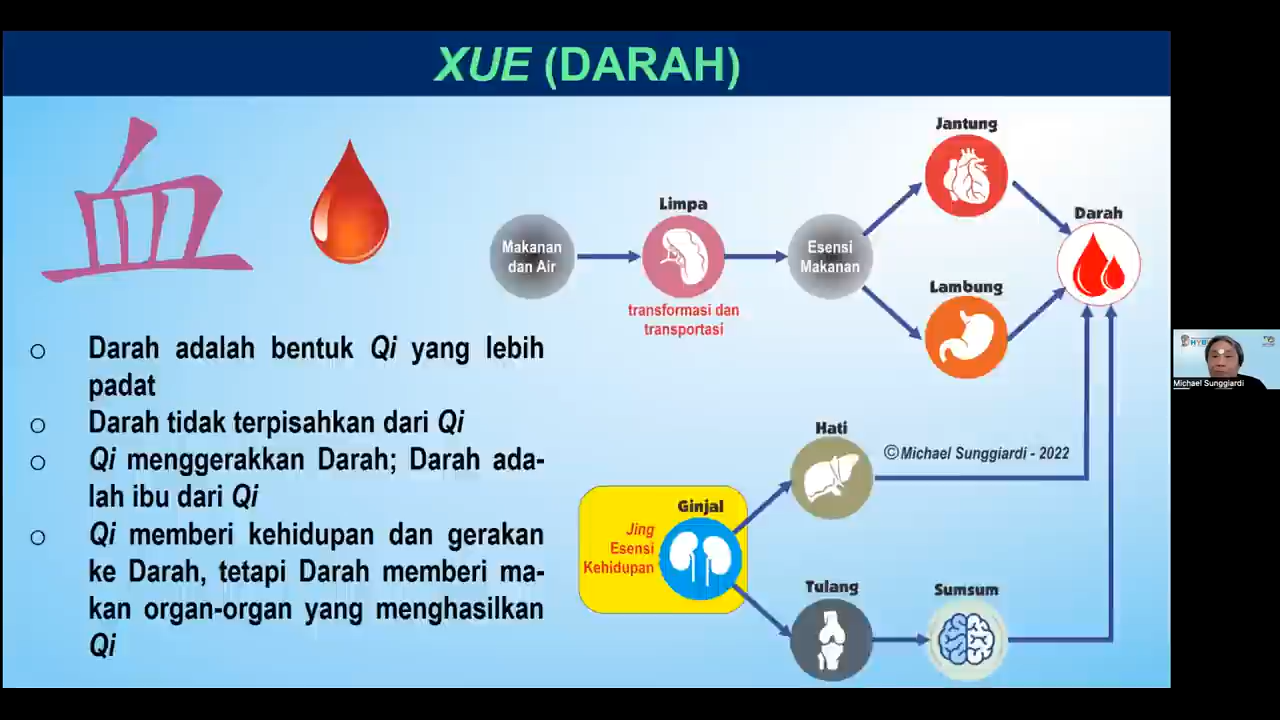 XUE (DARAH)
血
Darah adalah bentuk Qi yang lebih
padat
Darah tidak terpisahkan dari Qi
Qi menggerakkan Darah; Darah ada-
lah ibu dari Qi
Qi memberi kehidupan dan gerakan
ke Darah, tetapi Darah memberi ma-
kan organ-organ yang menghasilkan
Qi
Makanan
dan Air
Limpa
transformasi dan
transportasi
Esensi
Makanan
Jantung
Lambung
Darah
Hati
©Michael Sunggiardi - 2022
Ginjal
Jing
Esensi
Kehidupan
Tulang
Sumsum
Michael Sunggiardi